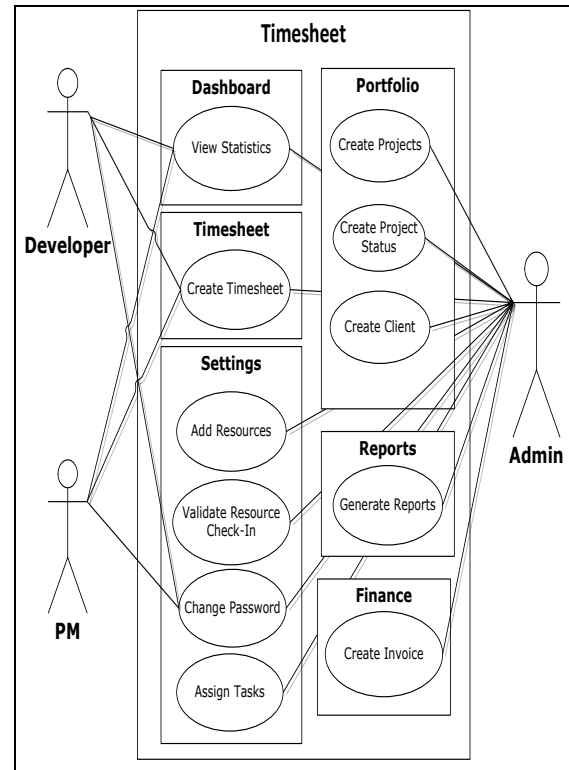 Timesheet
Dashboard
View Statistics
Timesheet
Create Timesheet
Settings
Add Resources
Validate Resource
Check-In
Change Password
Assign Tasks
Portfolio
Create Projects
Create Project
Status
Create Client
Reports
Generate Reports
Finance
Create Invoice
Developer
PM
Admin